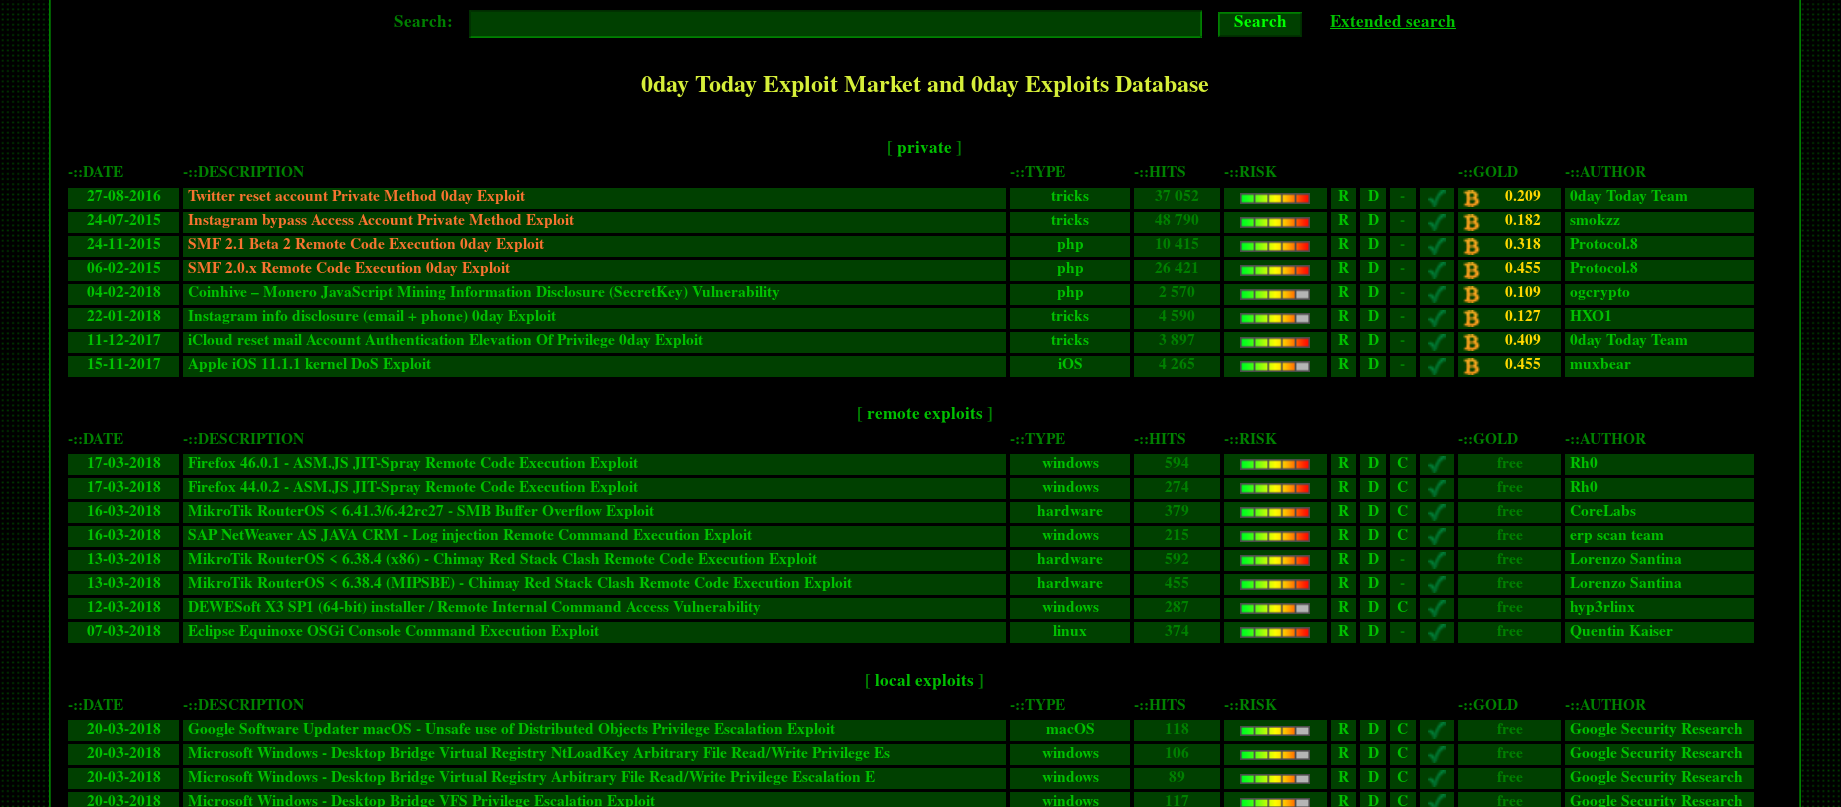 Search: Search Extended search
0day Today Exploit Market and 0day Exploits Database
[ private ]
-::DATE -::DESCRIPTION -::TYPE -::HITS -::RISK -::GOLD -::AUTHOR
27-08-2016 Twitter reset account Private Method 0day Exploit tricks 37 052 R D - 0.209 0day Today Team
24-07-2015 Instagram bypass Access Account Private Method Exploit tricks 48 790 R D - 0.182 smokzz
24-11-2015 SMF 2.1 Beta 2 Remote Code Execution 0day Exploit php 10 415 R D - 0.318 Protocol.8
06-02-2015 SMF 2.0.x Remote Code Execution 0day Exploit php 26 421 R D - 0.455 Protocol.8
04-02-2018 Coinhive – Monero JavaScript Mining Information Disclosure (SecretKey) Vulnerability php 2 570 R D - 0.109 ogcrypto
22-01-2018 Instagram info disclosure (email + phone) 0day Exploit tricks 4 590 R D - 0.127 HXO1
11-12-2017 iCloud reset mail Account Authentication Elevation Of Privilege 0day Exploit tricks 3 897 R D - 0.409 0day Today Team
15-11-2017 Apple iOS 11.1.1 kernel DoS Exploit iOS 4 265 R D - 0.455 muxbear
[ remote exploits ]
-::DATE -::DESCRIPTION -::TYPE -::HITS -::RISK -::GOLD -::AUTHOR
17-03-2018 Firefox 46.0.1 - ASM.JS JIT-Spray Remote Code Execution Exploit windows 594 R D C free Rh0
17-03-2018 Firefox 44.0.2 - ASM.JS JIT-Spray Remote Code Execution Exploit windows 274 R D C free Rh0
16-03-2018 MikroTik RouterOS < 6.41.3/6.42rc27 - SMB Buffer Overflow Exploit hardware 379 R D C free CoreLabs
16-03-2018 SAP NetWeaver AS JAVA CRM - Log injection Remote Command Execution Exploit windows 215 R D C free erp scan team
13-03-2018 MikroTik RouterOS < 6.38.4 (x86) - Chimay Red Stack Clash Remote Code Execution Exploit hardware 592 R D - free Lorenzo Santina
13-03-2018 MikroTik RouterOS < 6.38.4 (MIPSBE) - Chimay Red Stack Clash Remote Code Execution Exploit hardware 455 R D - free Lorenzo Santina
12-03-2018 DEWESoft X3 SP1 (64-bit) installer / Remote Internal Command Access Vulnerability windows 287 R D C free hyp3rlinx
07-03-2018 Eclipse Equinoxe OSGi Console Command Execution Exploit linux 374 R D - free Quentin Kaiser
[ local exploits ]
-::DATE -::DESCRIPTION -::TYPE -::HITS -::RISK -::GOLD -::AUTHOR
20-03-2018 Google Software Updater macOS - Unsafe use of Distributed Objects Privilege Escalation Exploit macOS 118 R D C free Google Security Research
20-03-2018 Microsoft Windows - Desktop Bridge Virtual Registry NtLoadKey Arbitrary File Read/Write Privilege Es windows 106 R D C free Google Security Research
20-03-2018 Microsoft Windows - Desktop Bridge Virtual Registry Arbitrary File Read/Write Privilege Escalation E windows 89 R D C free Google Security Research
20-03-2018 Microsoft Windows - Desktop Bridge VFS Privilege Escalation Exploit windows 117 R D C free Google Security Research